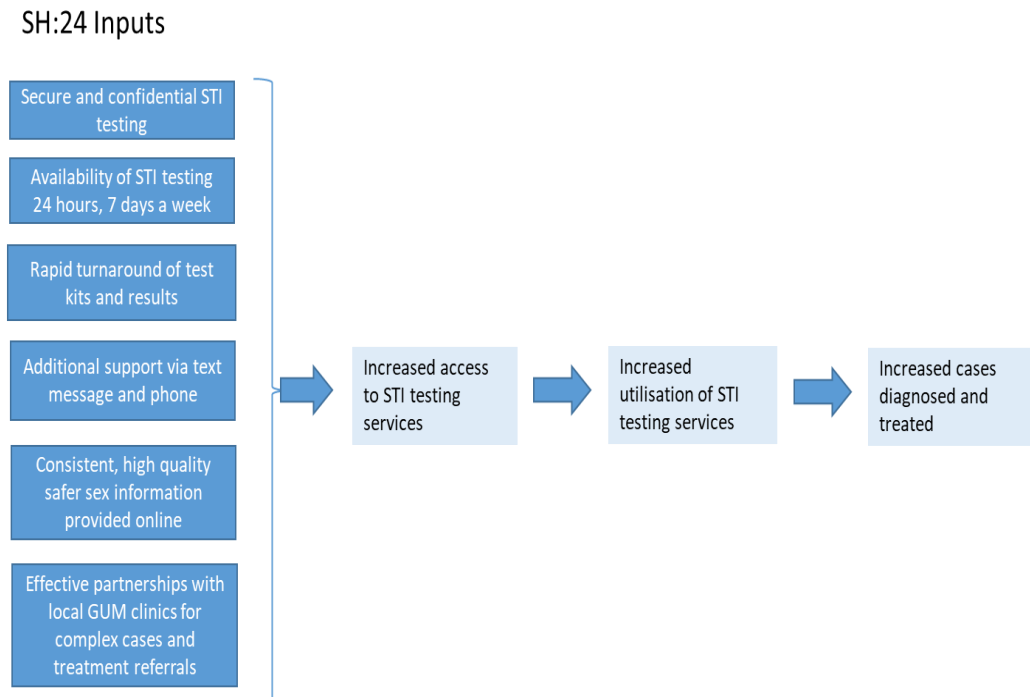 SH:24 Inputs
Secure and confidential STI
testing
Availability of STI testing
24 hours, 7 days a week
Rapid turnaround of test
kits and results
Additional support via text
message and phone
Consistent, high quality
safer sex information
provided online
Effective partnerships with
local GUM clinics for
complex cases and
treatment referrals
Increased access
to STI testing
services
Increased
utilisation of STI
testing services
Increased cases
diagnosed and
treated